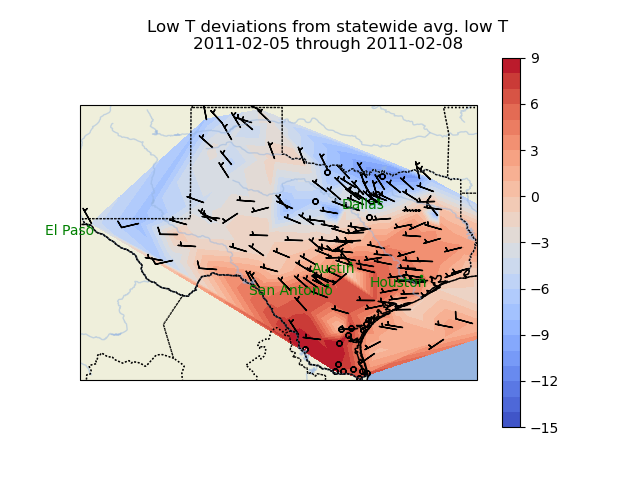 Low T deviations from statewide avg. low T
2011-02-05 through 2011-02-08
9
6
3
0
−3
−6
−9
−12
−15
Dallas
El Paso
Austin
Houston
San Antonio